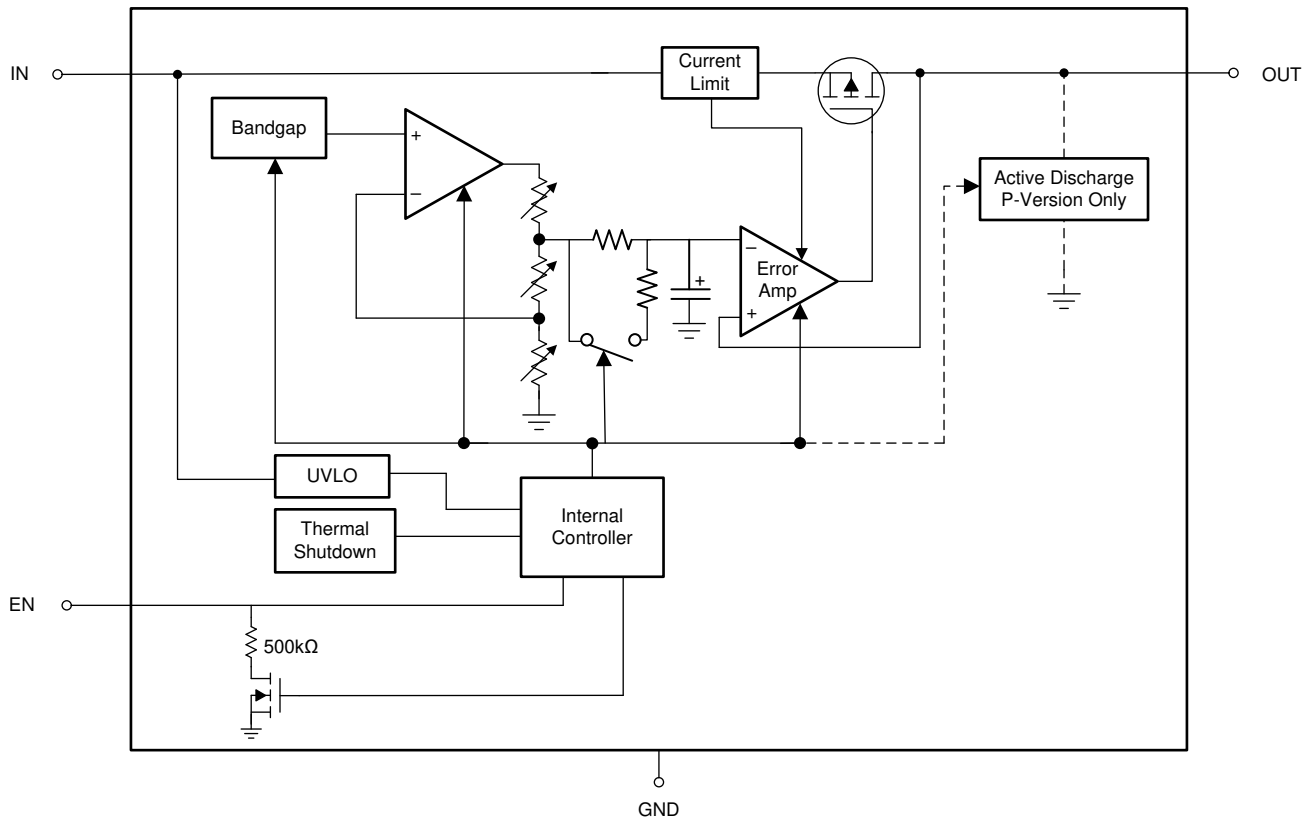 IN
Current
Limit
OUT
Bandgap
+
−
Active Discharge
P-Version Only
−
Error
Amp
+
+
UVLO
Thermal
Shutdown
Internal
Controller
EN
500kΩ
GND